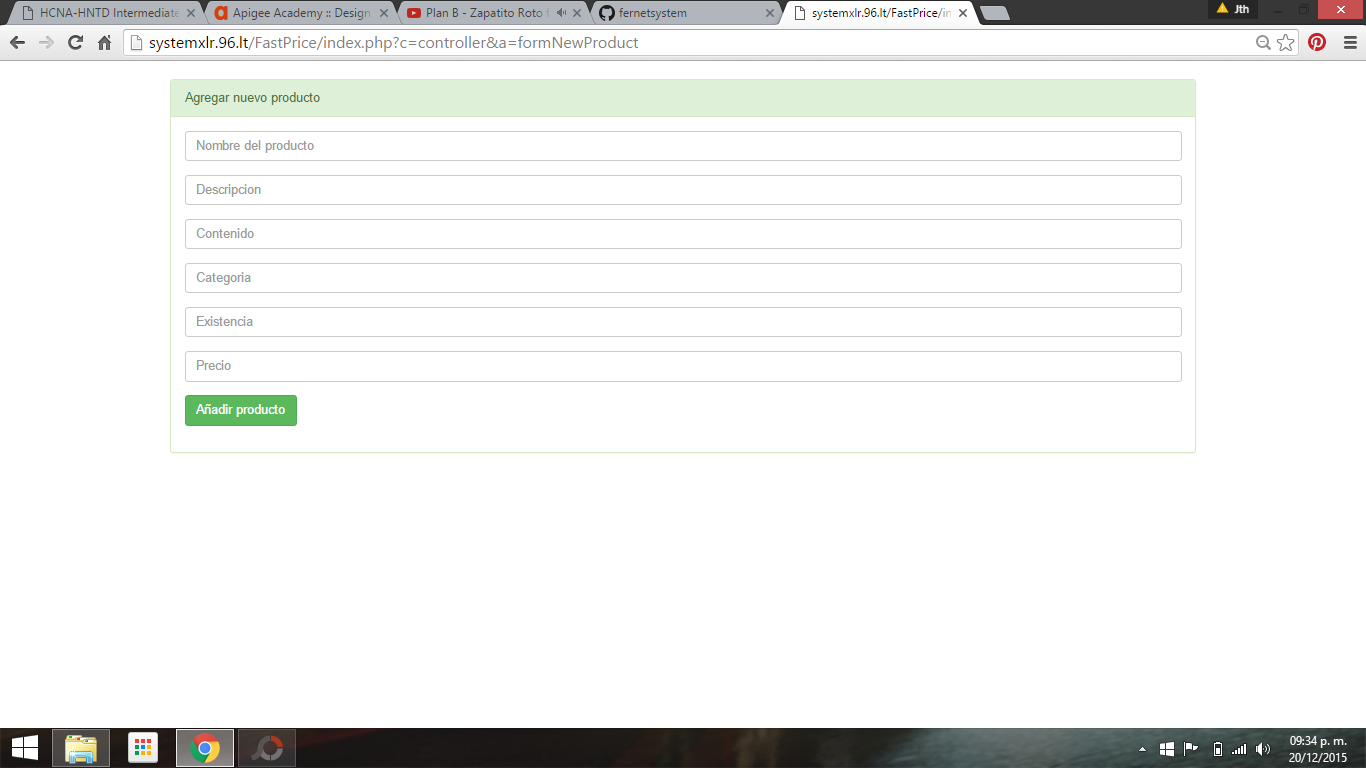 HCNA-HNTD Intermediate
Apigee Academy :: Design
Plan B - Zapatito Roto
fernetsystem
systemxlr.96.lt/FastPrice/in
Jth
systemxlr.96.lt/FastPrice/index.php?c=controller&a=formNewProduct
Agregar nuevo producto
Nombre del producto
Descripcion
Contenido
Categoria
Existencia
Precio
Añadir producto
09:34 p. m.
20/12/2015